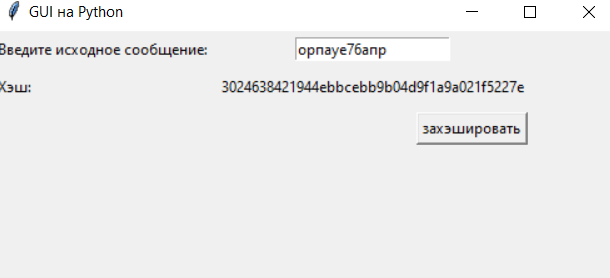 GUI на Python
Введите исходное сообщение: орпауе76апр
Хэш: 3024638421944ebbcebb9b04d9f1a9a021f5227e
захэшировать